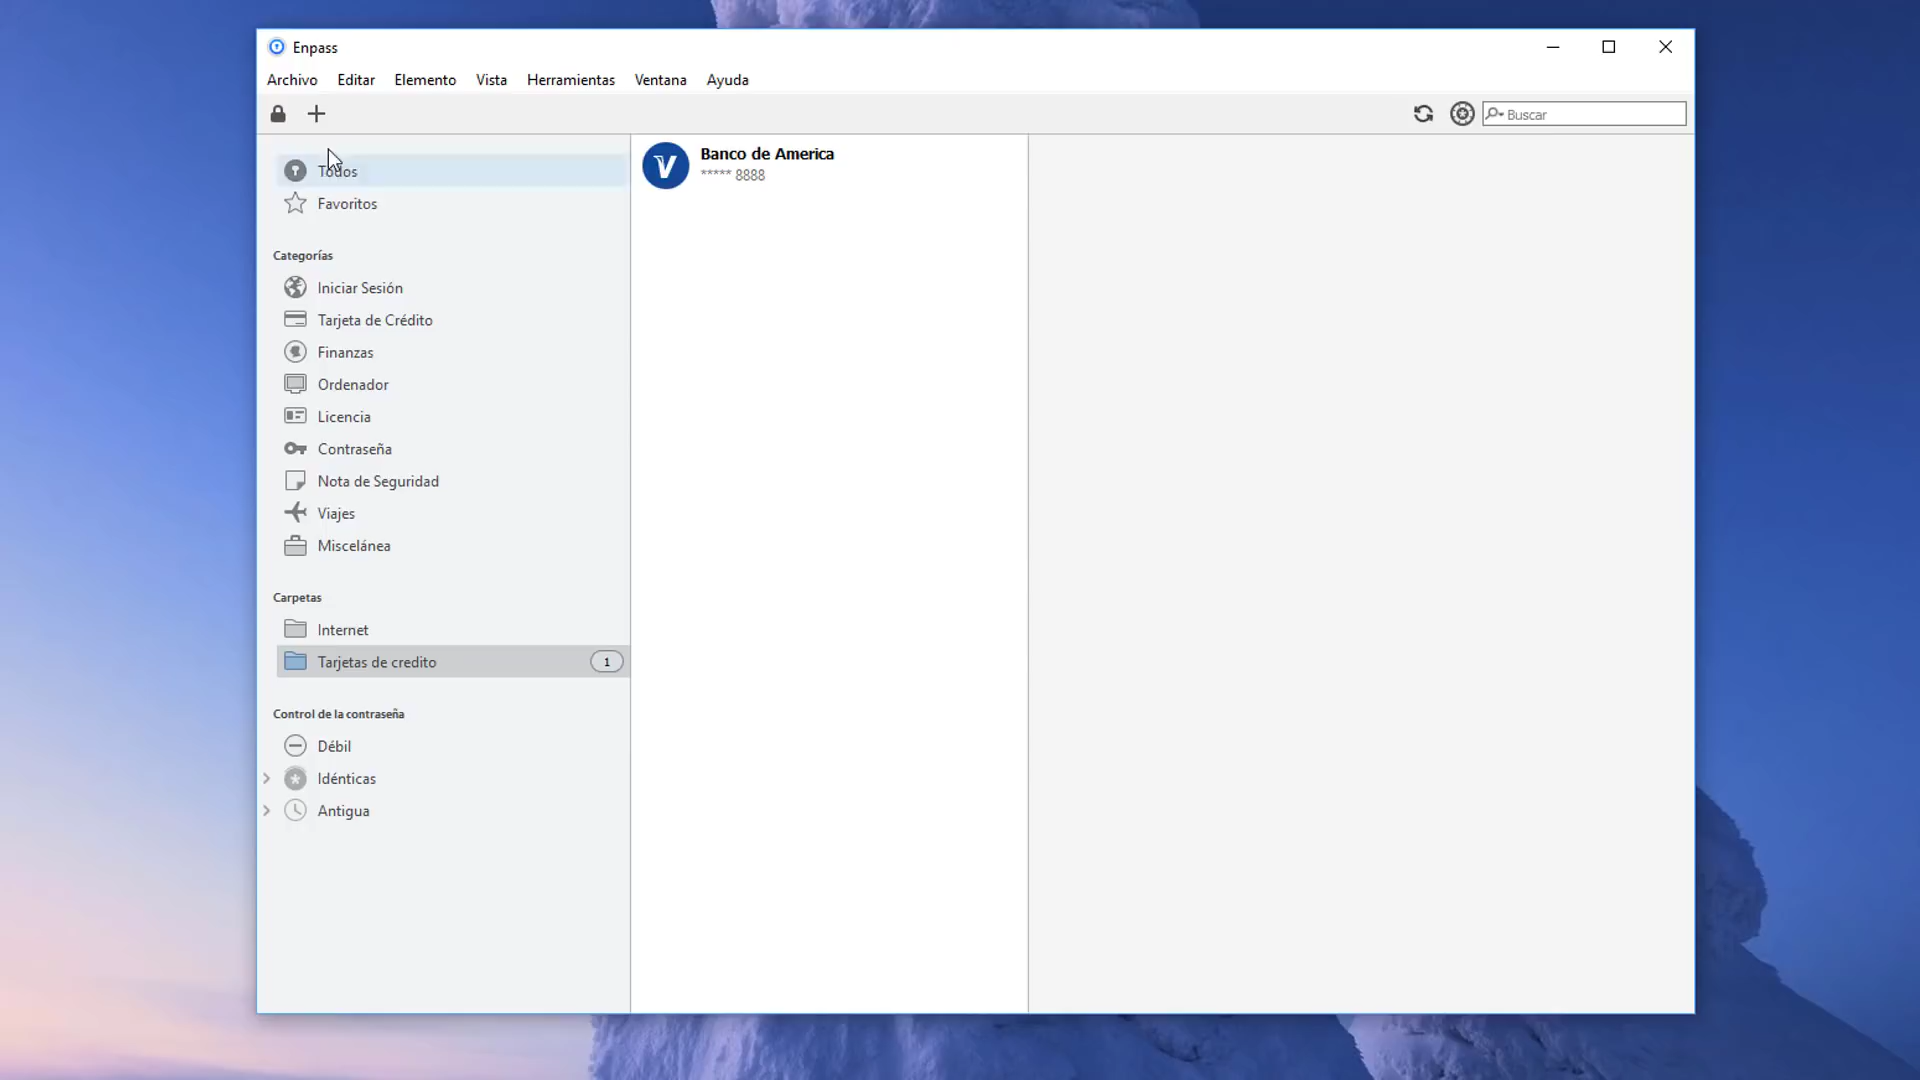 Enpass
Archivo Editar Elemento Vista Herramientas Ventana Ayuda
Buscar
Todos
Favoritos
Categorías
Iniciar Sesión
Tarjeta de Crédito
Finanzas
Ordenador
Licencia
Contraseña
Nota de Seguridad
Viajes
Miscelánea
Carpetas
Internet
Tarjetas de credito 1
Control de la contraseña
Débil
Idénticas
Antigua
V
Banco de America
***** 8888